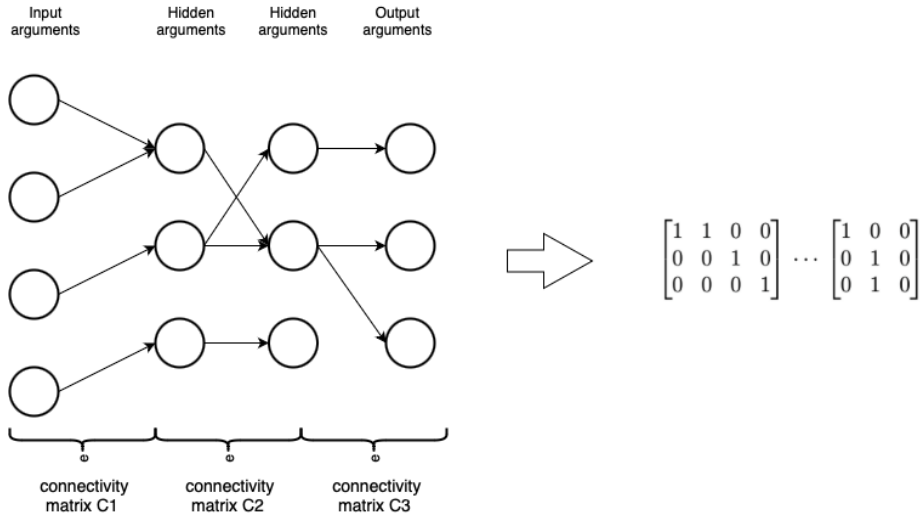 Input
arguments
Hidden
arguments
Hidden
arguments
Output
arguments
1 1 0 0
0 0 1 0
0 0 0 1
...
1 0 0
0 1 0
0 1 0
e
e
e
connectivity
matrix C1
connectivity
matrix C2
connectivity
matrix C3